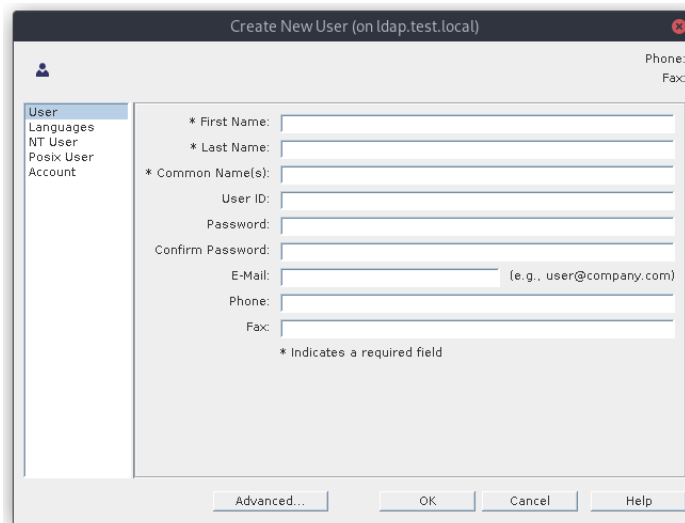 Create New User (on ldap.test.local)
Phone:
Fax:
User
Languages
NT User
Posix User
Account
* First Name:
* Last Name:
* Common Name(s):
User ID:
Password:
Confirm Password:
E-Mail: (e.g., user@company.com)
Phone:
Fax:
* Indicates a required field
Advanced... OK Cancel Help